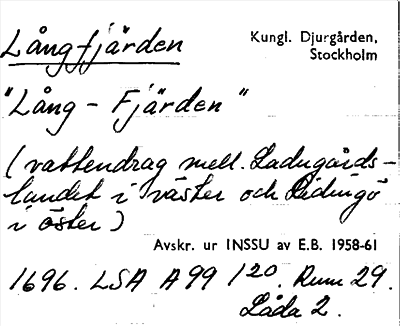 Långfjärden
Kungl. Djurgården,
Stockholm
"Lång - Fjärden"
(vattendrag mell. Ladugårds-
landet i väster och Lidingö
i öster)
Avskr. ur INSSU av E.B. 1958-61
1696. LSA A99 1/20. Rum 29.
Låda 2.